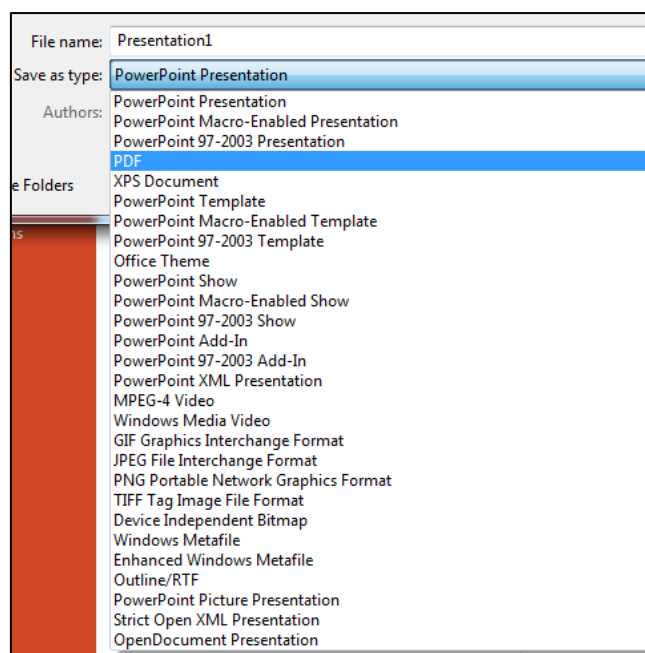 File name: Presentation1
Save as type: PowerPoint Presentation
Authors:
PowerPoint Presentation
PowerPoint Macro-Enabled Presentation
PowerPoint 97-2003 Presentation
PDF
XPS Document
e Folders
PowerPoint Template
PowerPoint Macro-Enabled Template
PowerPoint 97-2003 Template
ns
Office Theme
PowerPoint Show
PowerPoint Macro-Enabled Show
PowerPoint 97-2003 Show
PowerPoint Add-In
PowerPoint 97-2003 Add-In
PowerPoint XML Presentation
MPEG-4 Video
Windows Media Video
GIF Graphics Interchange Format
JPEG File Interchange Format
PNG Portable Network Graphics Format
TIFF Tag Image File Format
Device Independent Bitmap
Windows Metafile
Enhanced Windows Metafile
Outline/RTF
PowerPoint Picture Presentation
Strict Open XML Presentation
OpenDocument Presentation